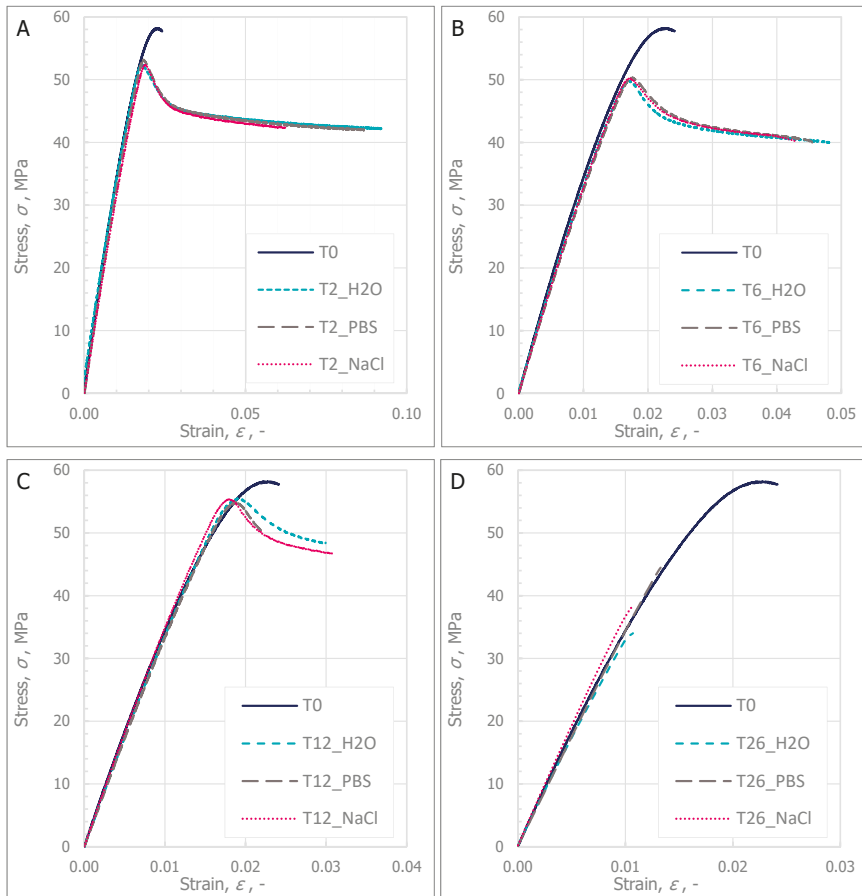 A
60
50
40
30
20
10
0
Stress, σ, MPa
T0
T2_H2O
T2_PBS
T2_NaCl
0.00
0.05
0.10
Strain, ε, -
B
60
50
40
30
20
10
0
Stress, σ, MPa
T0
T6_H2O
T6_PBS
T6_NaCl
0.00
0.01
0.02
0.03
0.04
0.05
Strain, ε, -
C
60
50
40
30
20
10
0
Stress, σ, MPa
T0
T12_H2O
T12_PBS
T12_NaCl
0.00
0.01
0.02
0.03
0.04
Strain, ε, -
D
60
50
40
30
20
10
0
Stress, σ, MPa
T0
T26_H2O
T26_PBS
T26_NaCl
0.00
0.01
0.02
0.03
Strain, ε, -